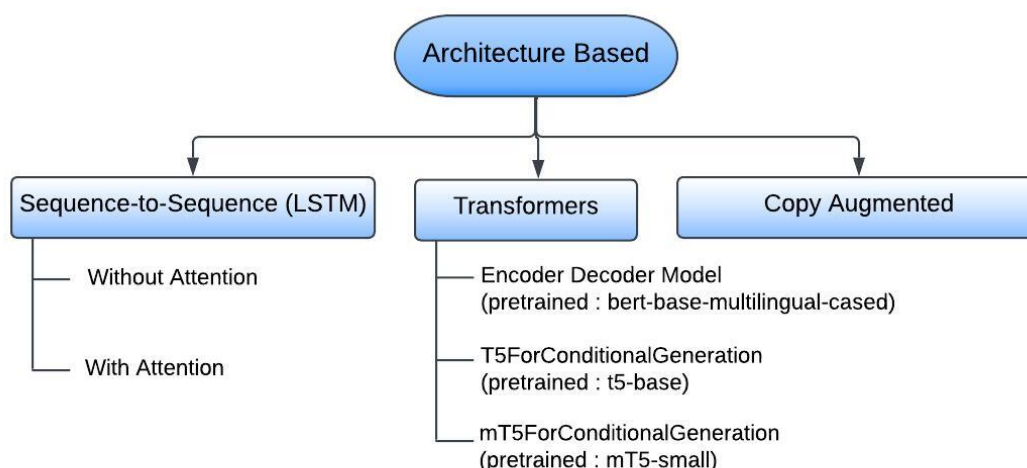 Architecture Based
Sequence-to-Sequence (LSTM)
Without Attention
With Attention
Transformers
Encoder Decoder Model
(pretrained : bert-base-multilingual-cased)
T5ForConditionalGeneration
(pretrained : t5-base)
mT5ForConditionalGeneration
(pretrained : mT5-small)
Copy Augmented